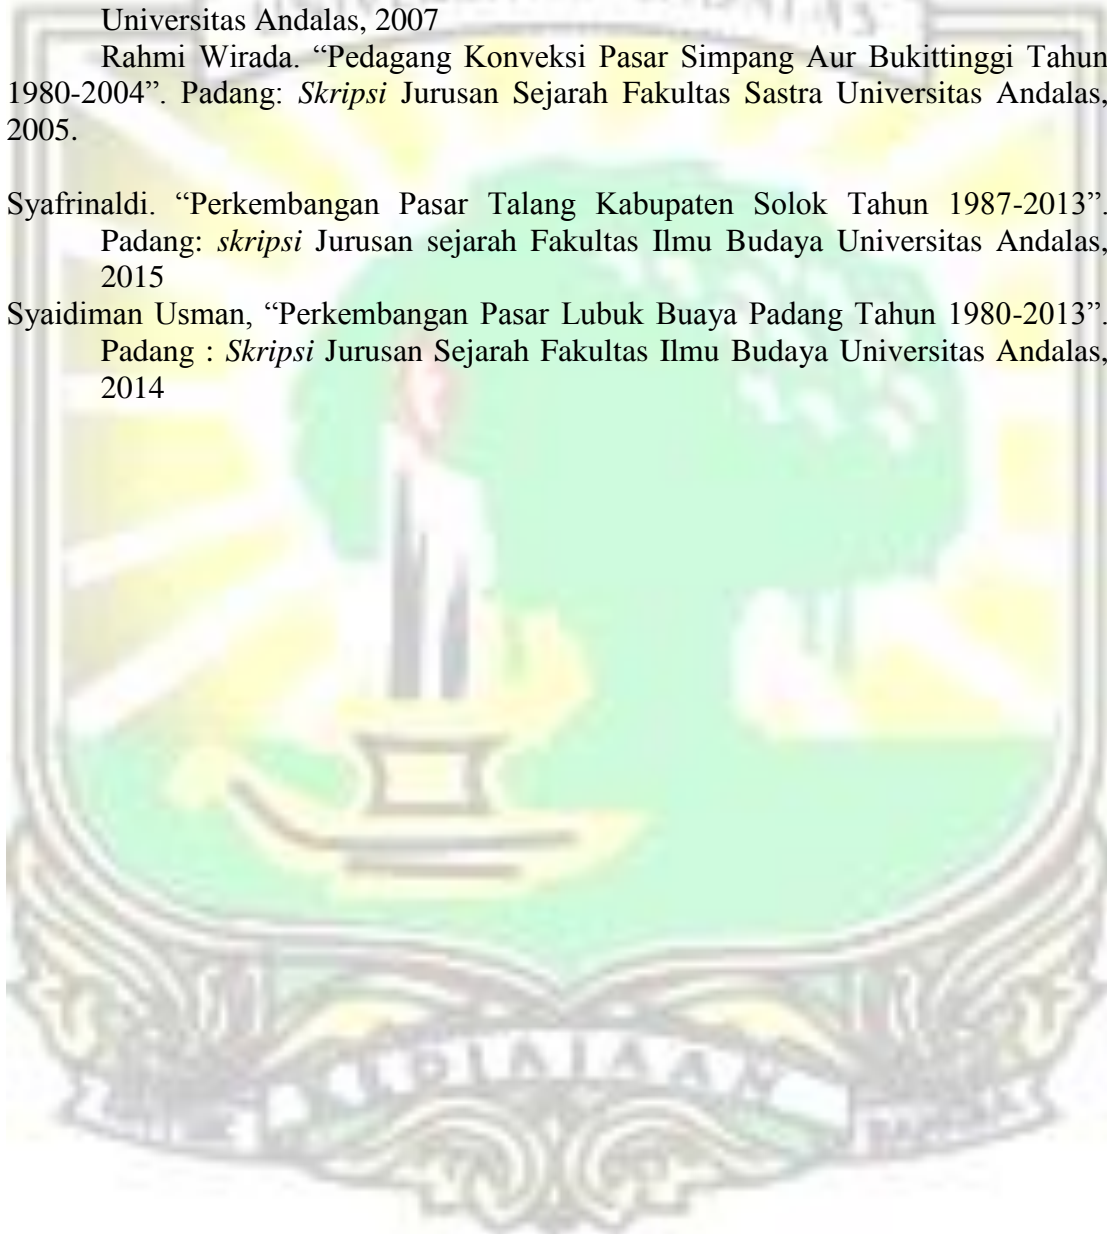 Universitas Andalas, 2007
Rahmi Wirada. “Pedagang Konveksi Pasar Simpang Aur Bukittinggi Tahun
1980-2004”. Padang: Skripsi Jurusan Sejarah Fakultas Sastra Universitas Andalas,
2005.
Syafrinaldi. “Perkembangan Pasar Talang Kabupaten Solok Tahun 1987-2013”.
Padang: skripsi Jurusan sejarah Fakultas Ilmu Budaya Universitas Andalas,
2015
Syaidiman Usman, “Perkembangan Pasar Lubuk Buaya Padang Tahun 1980-2013”.
Padang : Skripsi Jurusan Sejarah Fakultas Ilmu Budaya Universitas Andalas,
2014
KEDJAJAAN